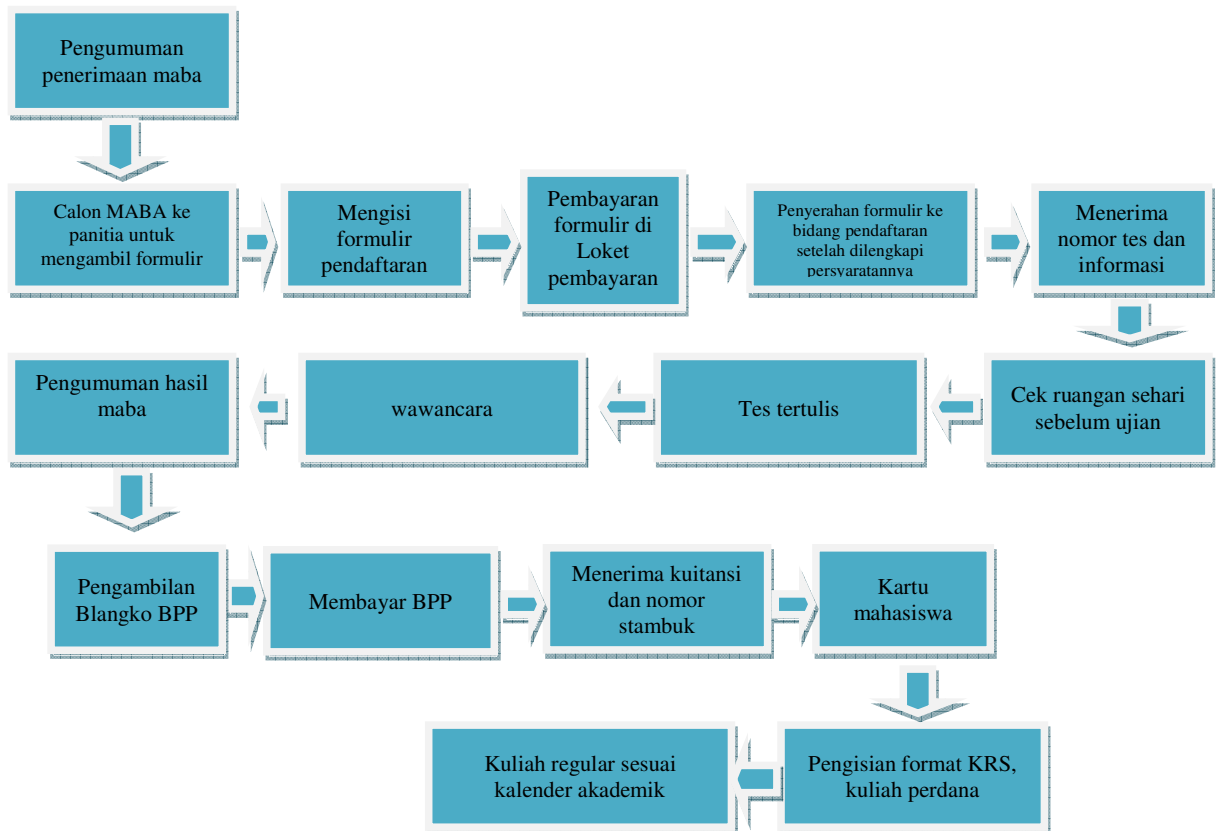 Pengumuman
penerimaan maba
Calon MABA ke
panitia untuk
mengambil formulir
Mengisi
formulir
pendaftaran
Pembayaran
formulir di
Loket
pembayaran
Penyerahan formulir ke
bidang pendaftaran
setelah dilengkapi
persyaratannya
Menerima
nomor tes dan
informasi
Cek ruangan sehari
sebelum ujian
Tes tertulis
wawancara
Pengumuman hasil
maba
Pengambilan
Blangko BPP
Membayar BPP
Menerima kuitansi
dan nomor
stambuk
Kartu
mahasiswa
Pengisian format KRS,
kuliah perdana
Kuliah regular sesuai
kalender akademik